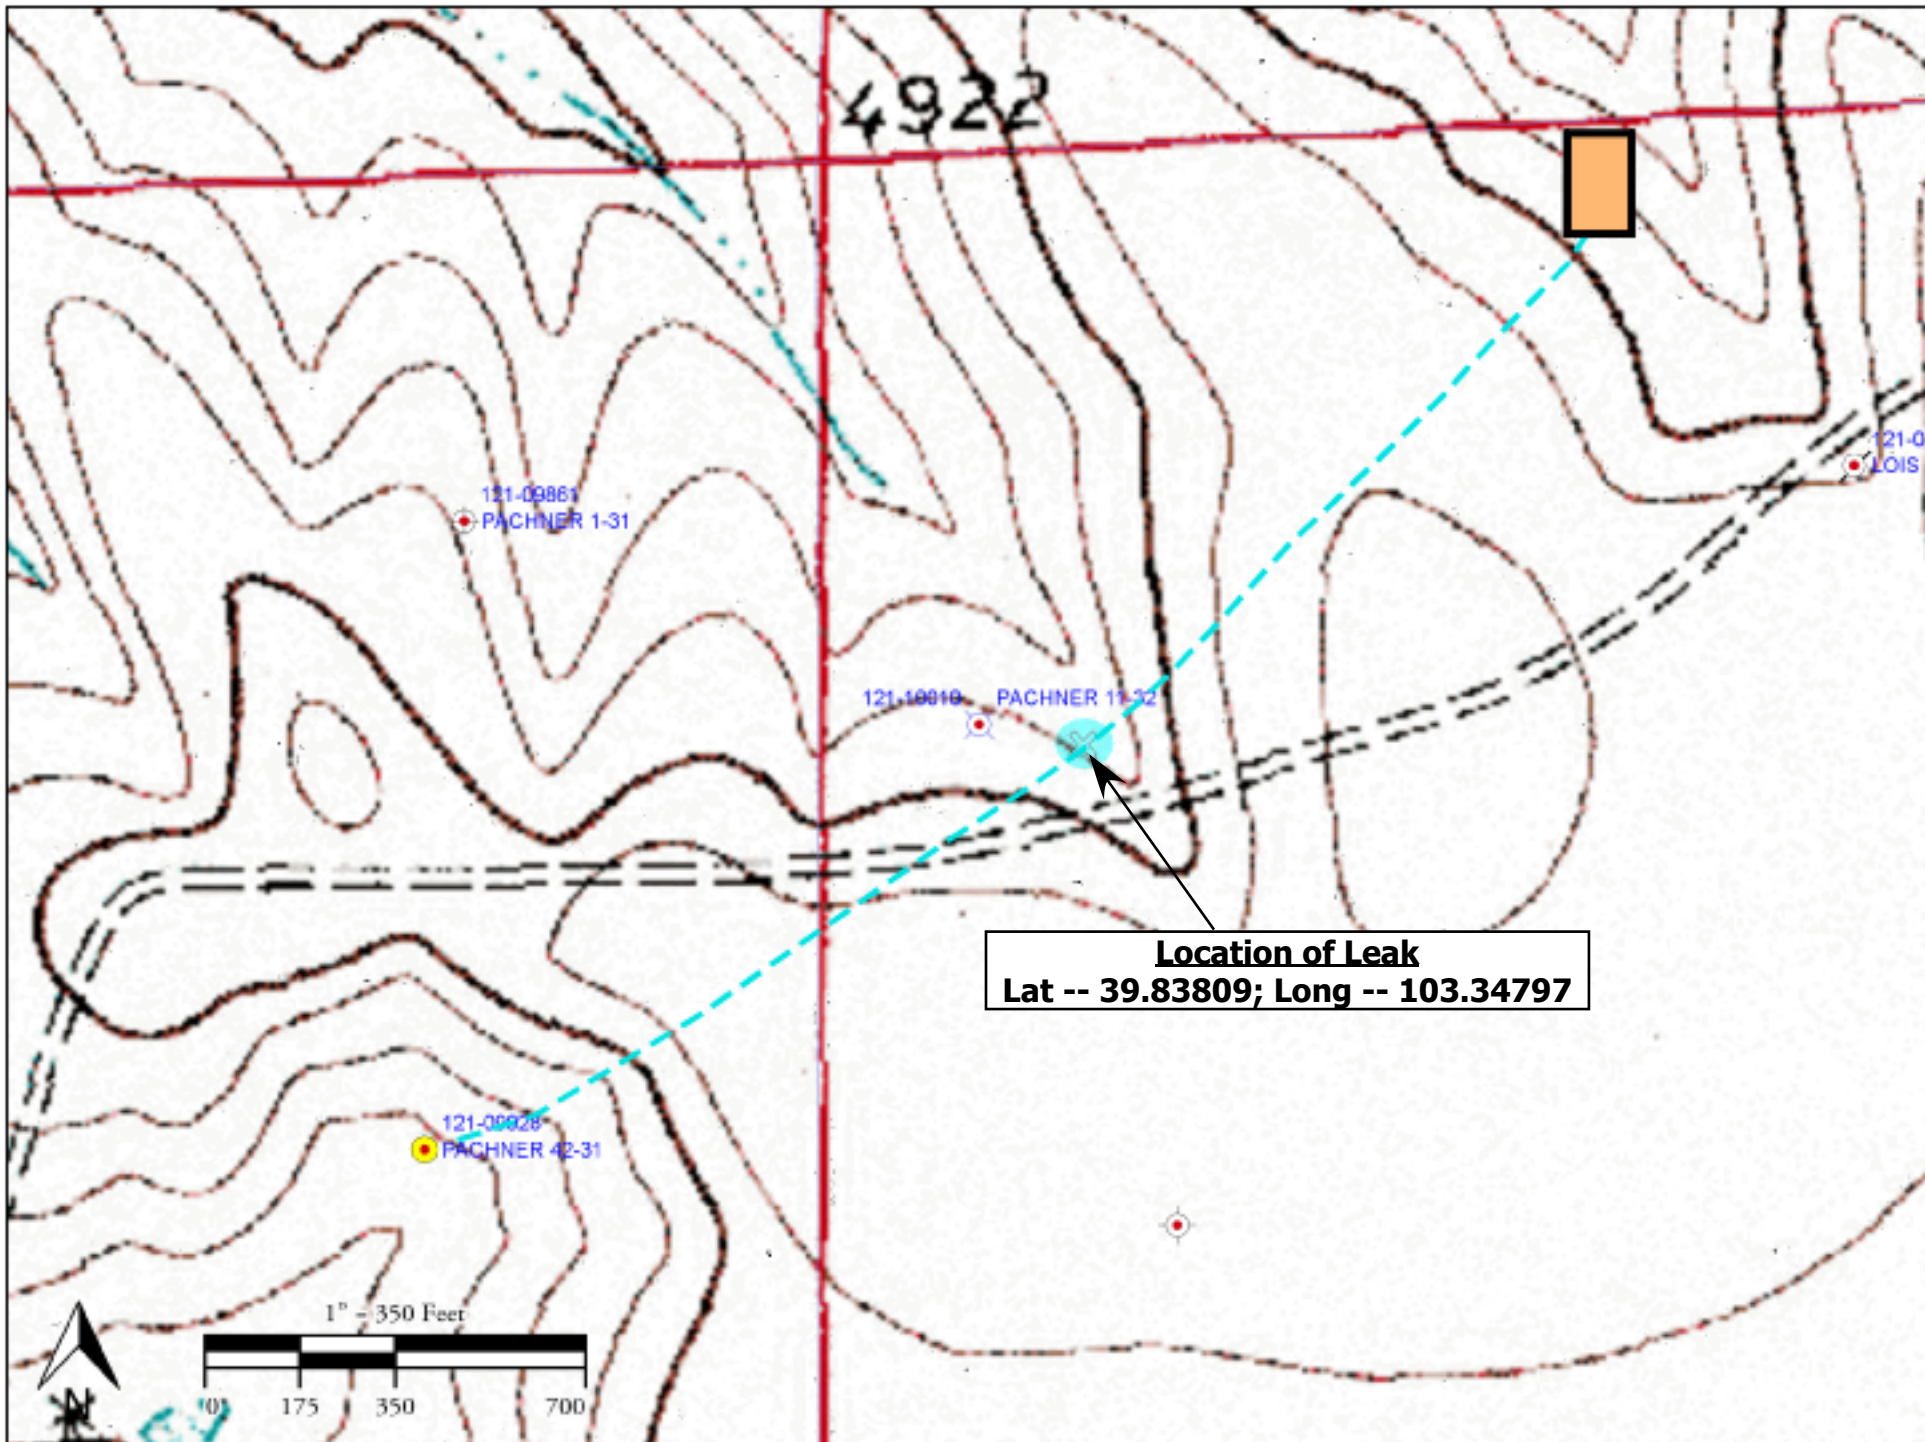 4922
121-0
LOIS
121-09861
PACHNER 1-31
121-10010 PACHNER 11-32
Location of Leak
Lat -- 39.83809; Long -- 103.34797
121-09928
PACHNER 42-31
1" = 350 Feet
0 175 350 700
N